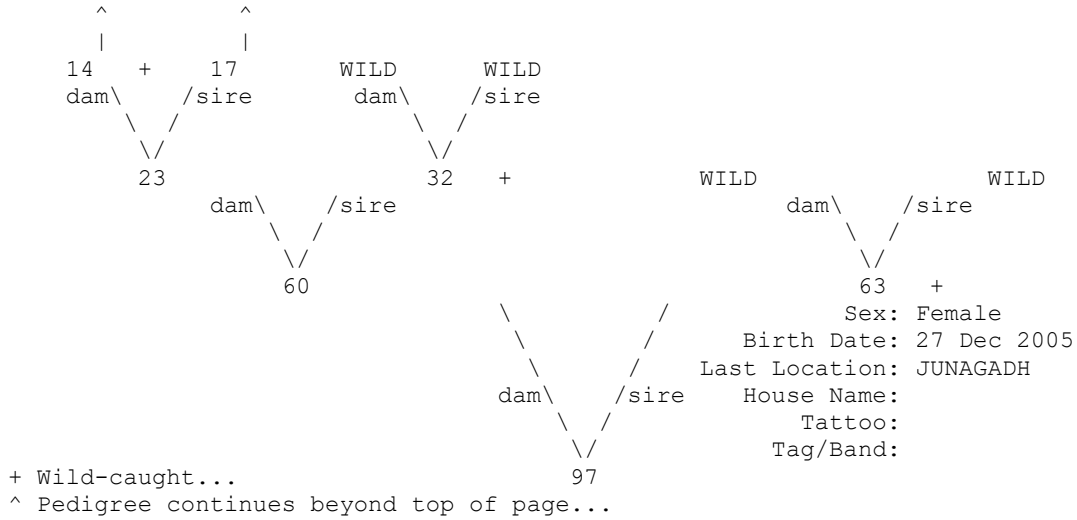 ^ ^
| |
14 + 17 WILD WILD
dam\ /sire dam\ /sire
\ / \ /
\/ \/
23 32 + WILD WILD
dam\ /sire dam\ /sire
\ / \ /
\/ \/
60 63 +
\ / Sex: Female
\ / Birth Date: 27 Dec 2005
\ / Last Location: JUNAGADH
dam\ /sire House Name:
\ / Tattoo:
\/ Tag/Band:
+ Wild-caught... 97
^ Pedigree continues beyond top of page...